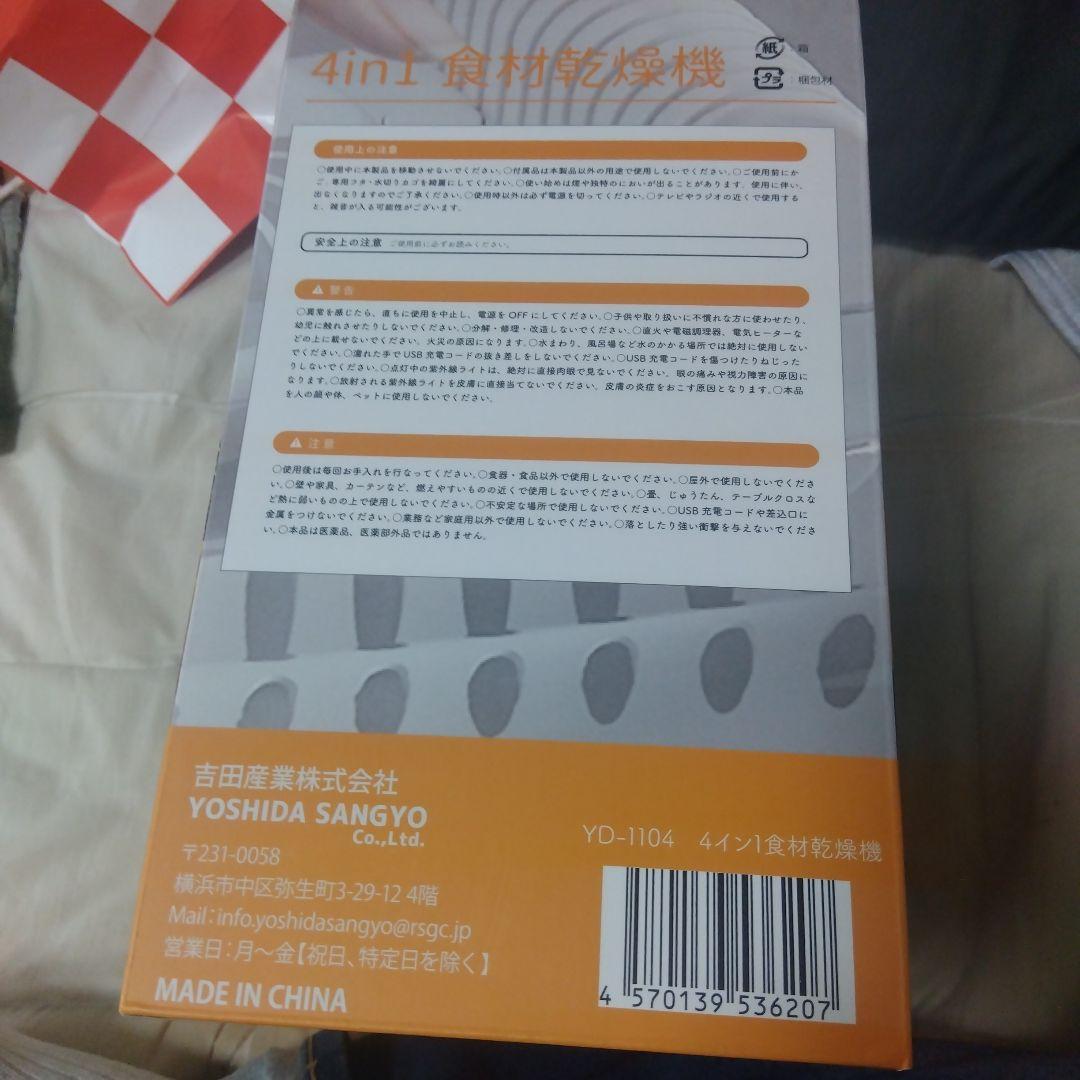 4in1 食材乾燥機
紙 : 箱
プラ : 梱包材
使用上の注意
○使用中に本製品を移動させないでください。○付属品は本製品以外の用途で使用しないでください。○ご使用前にか
ご、専用フタ・水切りカゴを綺麗にしてください。○使い始めは煙や独特のにおいが出ることがあります。使用に伴い、
出なくなりますのでご了承ください。○使用時以外は必ず電源を切ってください。○テレビやラジオの近くで使用する
と、雑音が入る可能性がございます。
安全上の注意 ご使用前に必ずお読みください。
警告
○異常を感じたら、直ちに使用を中止し、電源を OFF にしてください。○子供や取り扱いに不慣れな方に使わせたり、
幼児に触れさせたりしないでください。○分解・修理・改造しないでください。○直火や電磁調理器、電気ヒーターな
どの上に載せないでください。火災の原因になります。○水まわり、風呂場など水のかかる場所では絶対に使用しない
でください。○濡れた手で USB 充電コードの抜き差しをしないでください。○USB 充電コードを傷つけたりねじった
りしないでください。○点灯中の紫外線ライトは、絶対に直接肉眼で見ないでください。眼の痛みや視力障害の原因に
なります。○放射される紫外線ライトを皮膚に直接当てないでください。皮膚の炎症をおこす原因となります。○本品
を人の顔や体、ペットに使用しないでください。
注意
○使用後は毎回お手入れを行なってください。○食器・食品以外で使用しないでください。○屋外で使用しないでくださ
い。○壁や家具、カーテンなど、燃えやすいものの近くで使用しないでください。○畳、じゅうたん、テーブルクロスな
ど熱に弱いものの上で使用しないでください。○不安定な場所で使用しないでください。○USB 充電コードや差込口に
金属をつけないでください。○業務など家庭用以外で使用しないでください。○落としたり強い衝撃を与えないでくださ
い。○本品は医薬品、医薬部外品ではありません。
吉田産業株式会社
YOSHIDA SANGYO
Co.,Ltd.
〒231-0058
横浜市中区弥生町3-29-12 4階
Mail：info.yoshidasangyo@rsgc.jp
営業日：月～金【祝日、特定日を除く】
MADE IN CHINA
YD-1104 4イン1食材乾燥機
4 570139 536207